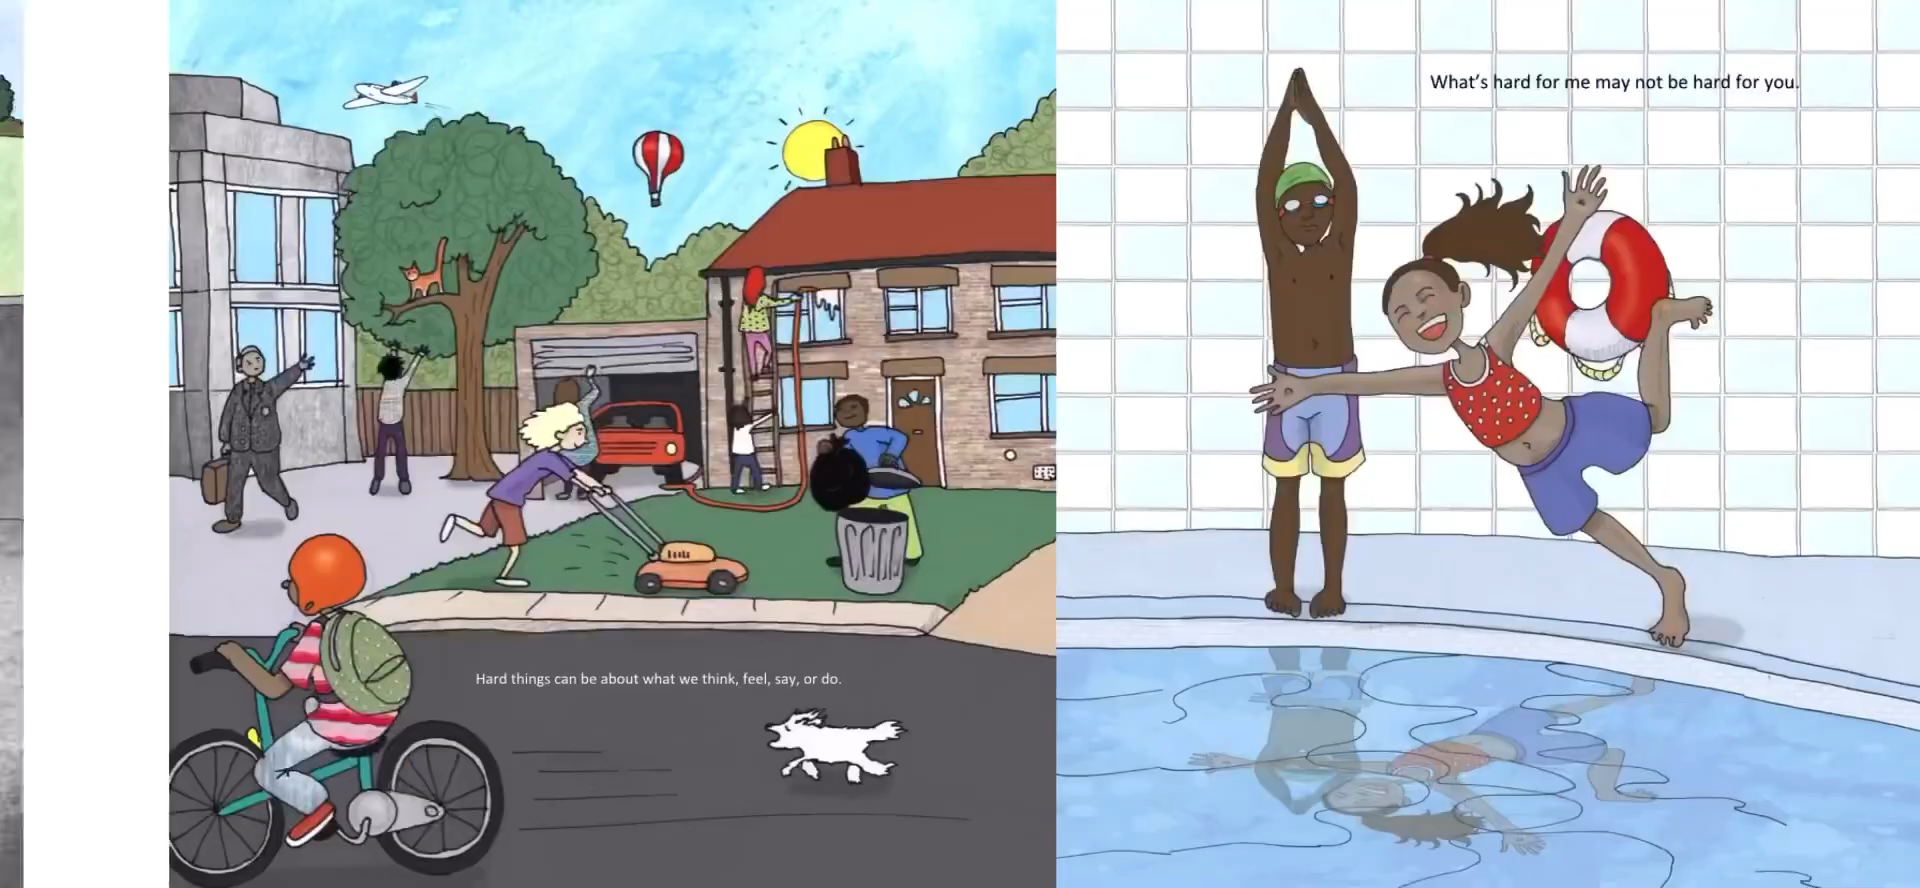 Hard things can be about what we think, feel, say, or do.
What's hard for me may not be hard for you.